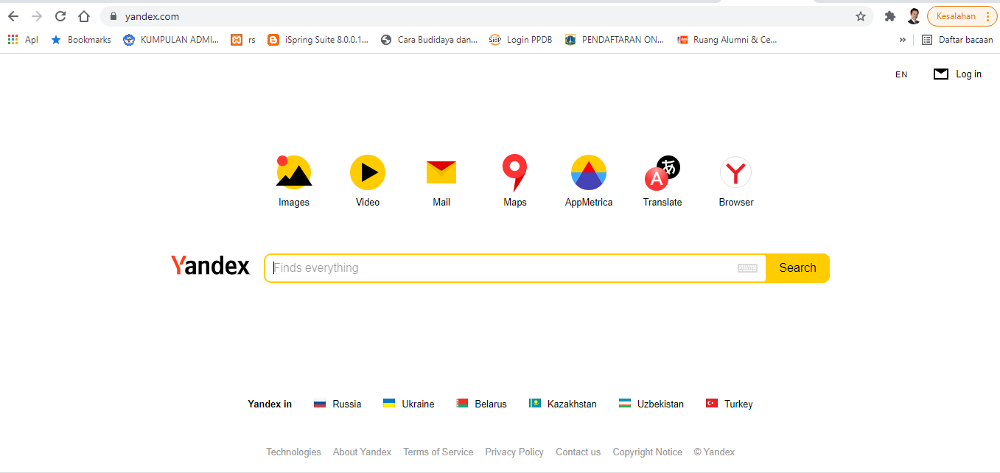 yandex.com
Kesalahan
Apl Bookmarks KUMPULAN ADMI... rs iSpring Suite 8.0.0.1... Cara Budidaya dan... Login PPDB PENDAFTARAN ON... Ruang Alumni & Ce... » Daftar bacaan
EN Log in
Images Video Mail Maps AppMetrica Translate Browser
Yandex Finds everything Search
Yandex in Russia Ukraine Belarus Kazakhstan Uzbekistan Turkey
Technologies About Yandex Terms of Service Privacy Policy Contact us Copyright Notice © Yandex